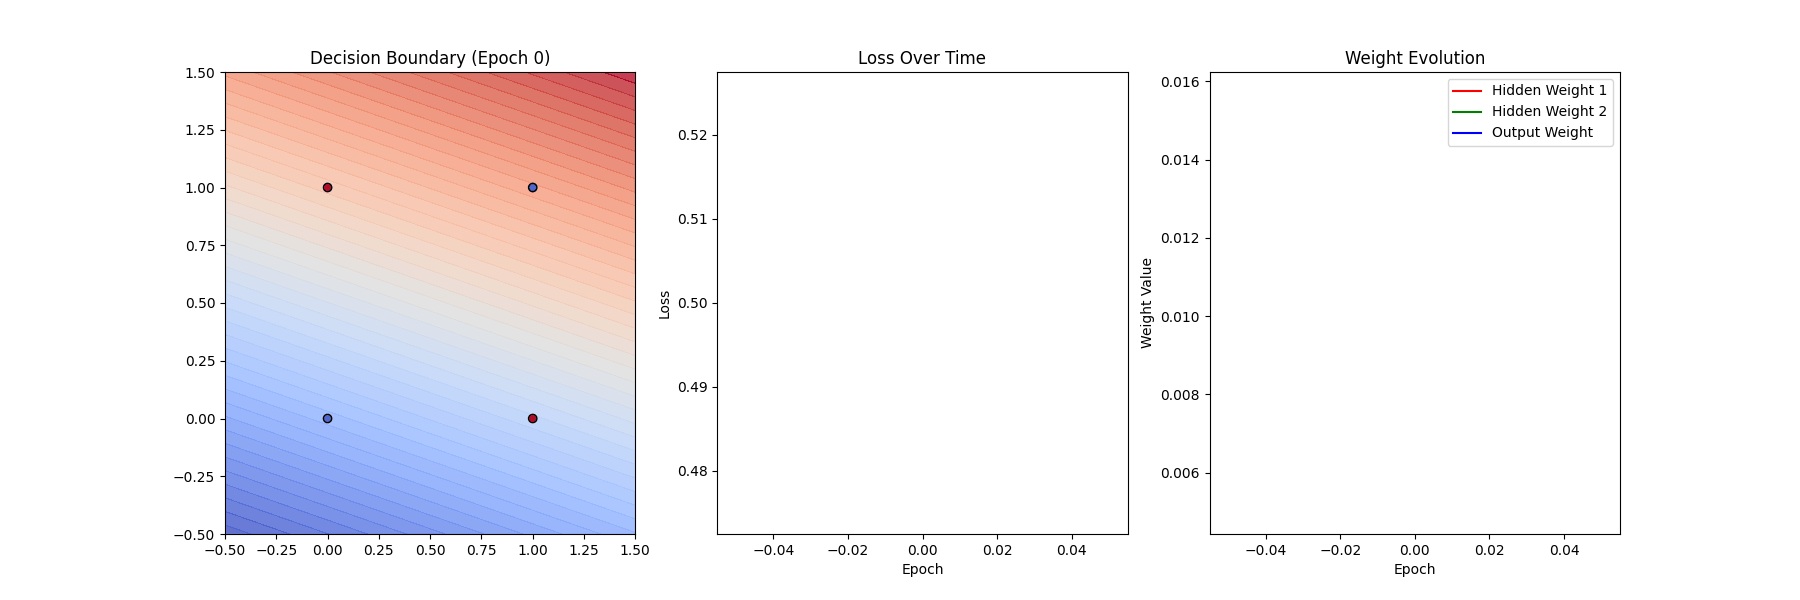 Decision Boundary (Epoch 0)
1.50
1.25
1.00
0.75
0.50
0.25
0.00
−0.25
−0.50
−0.50 −0.25 0.00 0.25 0.50 0.75 1.00 1.25 1.50
Loss Over Time
Loss
0.52
0.51
0.50
0.49
0.48
−0.04 −0.02 0.00 0.02 0.04
Epoch
Weight Evolution
Weight Value
0.016
0.014
0.012
0.010
0.008
0.006
Hidden Weight 1
Hidden Weight 2
Output Weight
−0.04 −0.02 0.00 0.02 0.04
Epoch